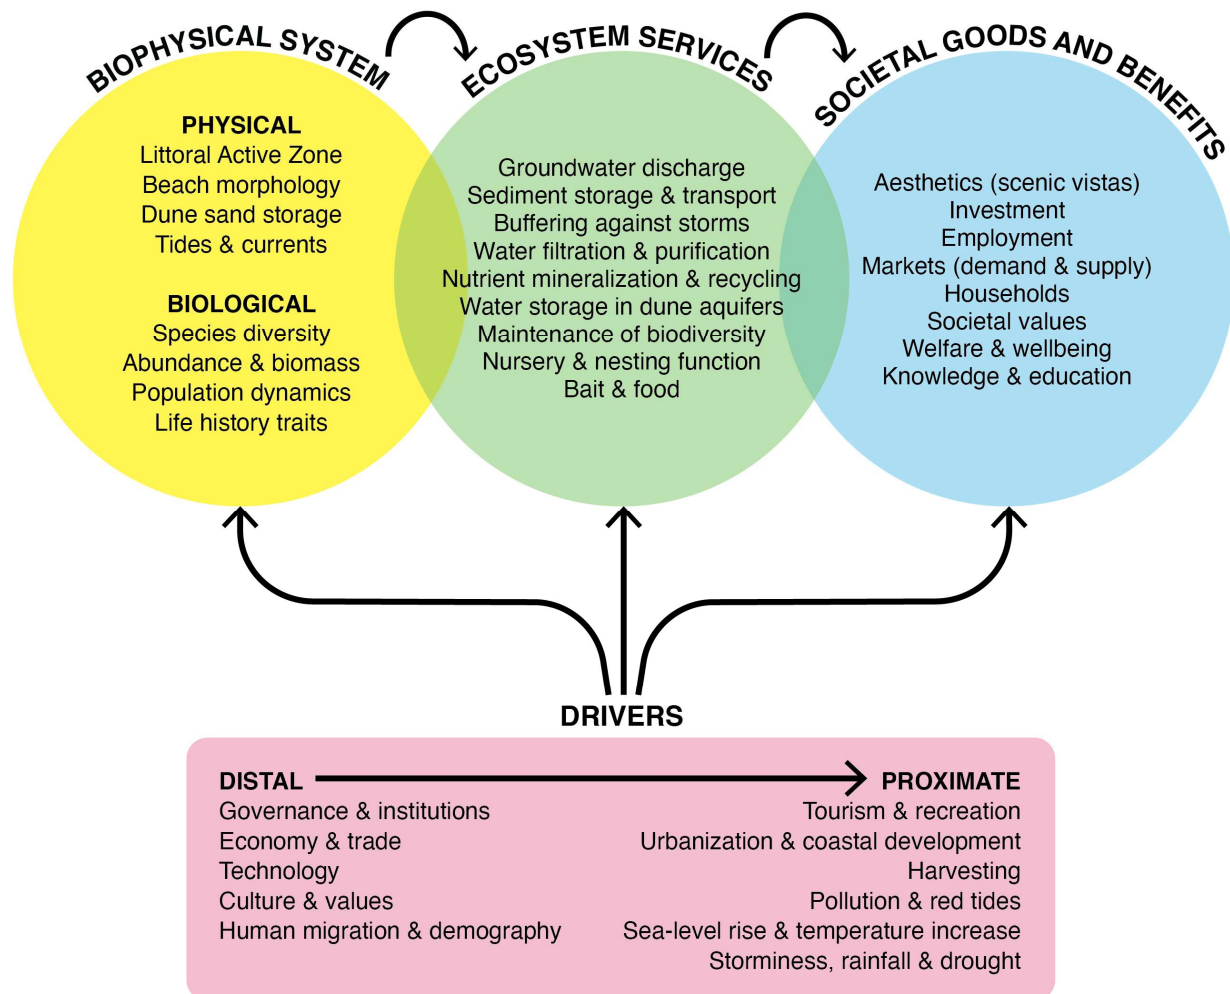 BIOPHYSICAL SYSTEM
PHYSICAL
Littoral Active Zone
Beach morphology
Dune sand storage
Tides & currents
BIOLOGICAL
Species diversity
Abundance & biomass
Population dynamics
Life history traits
ECOSYSTEM SERVICES
Groundwater discharge
Sediment storage & transport
Buffering against storms
Water filtration & purification
Nutrient mineralization & recycling
Water storage in dune aquifers
Maintenance of biodiversity
Nursery & nesting function
Bait & food
SOCIETAL GOODS AND BENEFITS
Aesthetics (scenic vistas)
Investment
Employment
Markets (demand & supply)
Households
Societal values
Welfare & wellbeing
Knowledge & education
DRIVERS
DISTAL
Governance & institutions
Economy & trade
Technology
Culture & values
Human migration & demography
PROXIMATE
Tourism & recreation
Urbanization & coastal development
Harvesting
Pollution & red tides
Sea-level rise & temperature increase
Storminess, rainfall & drought